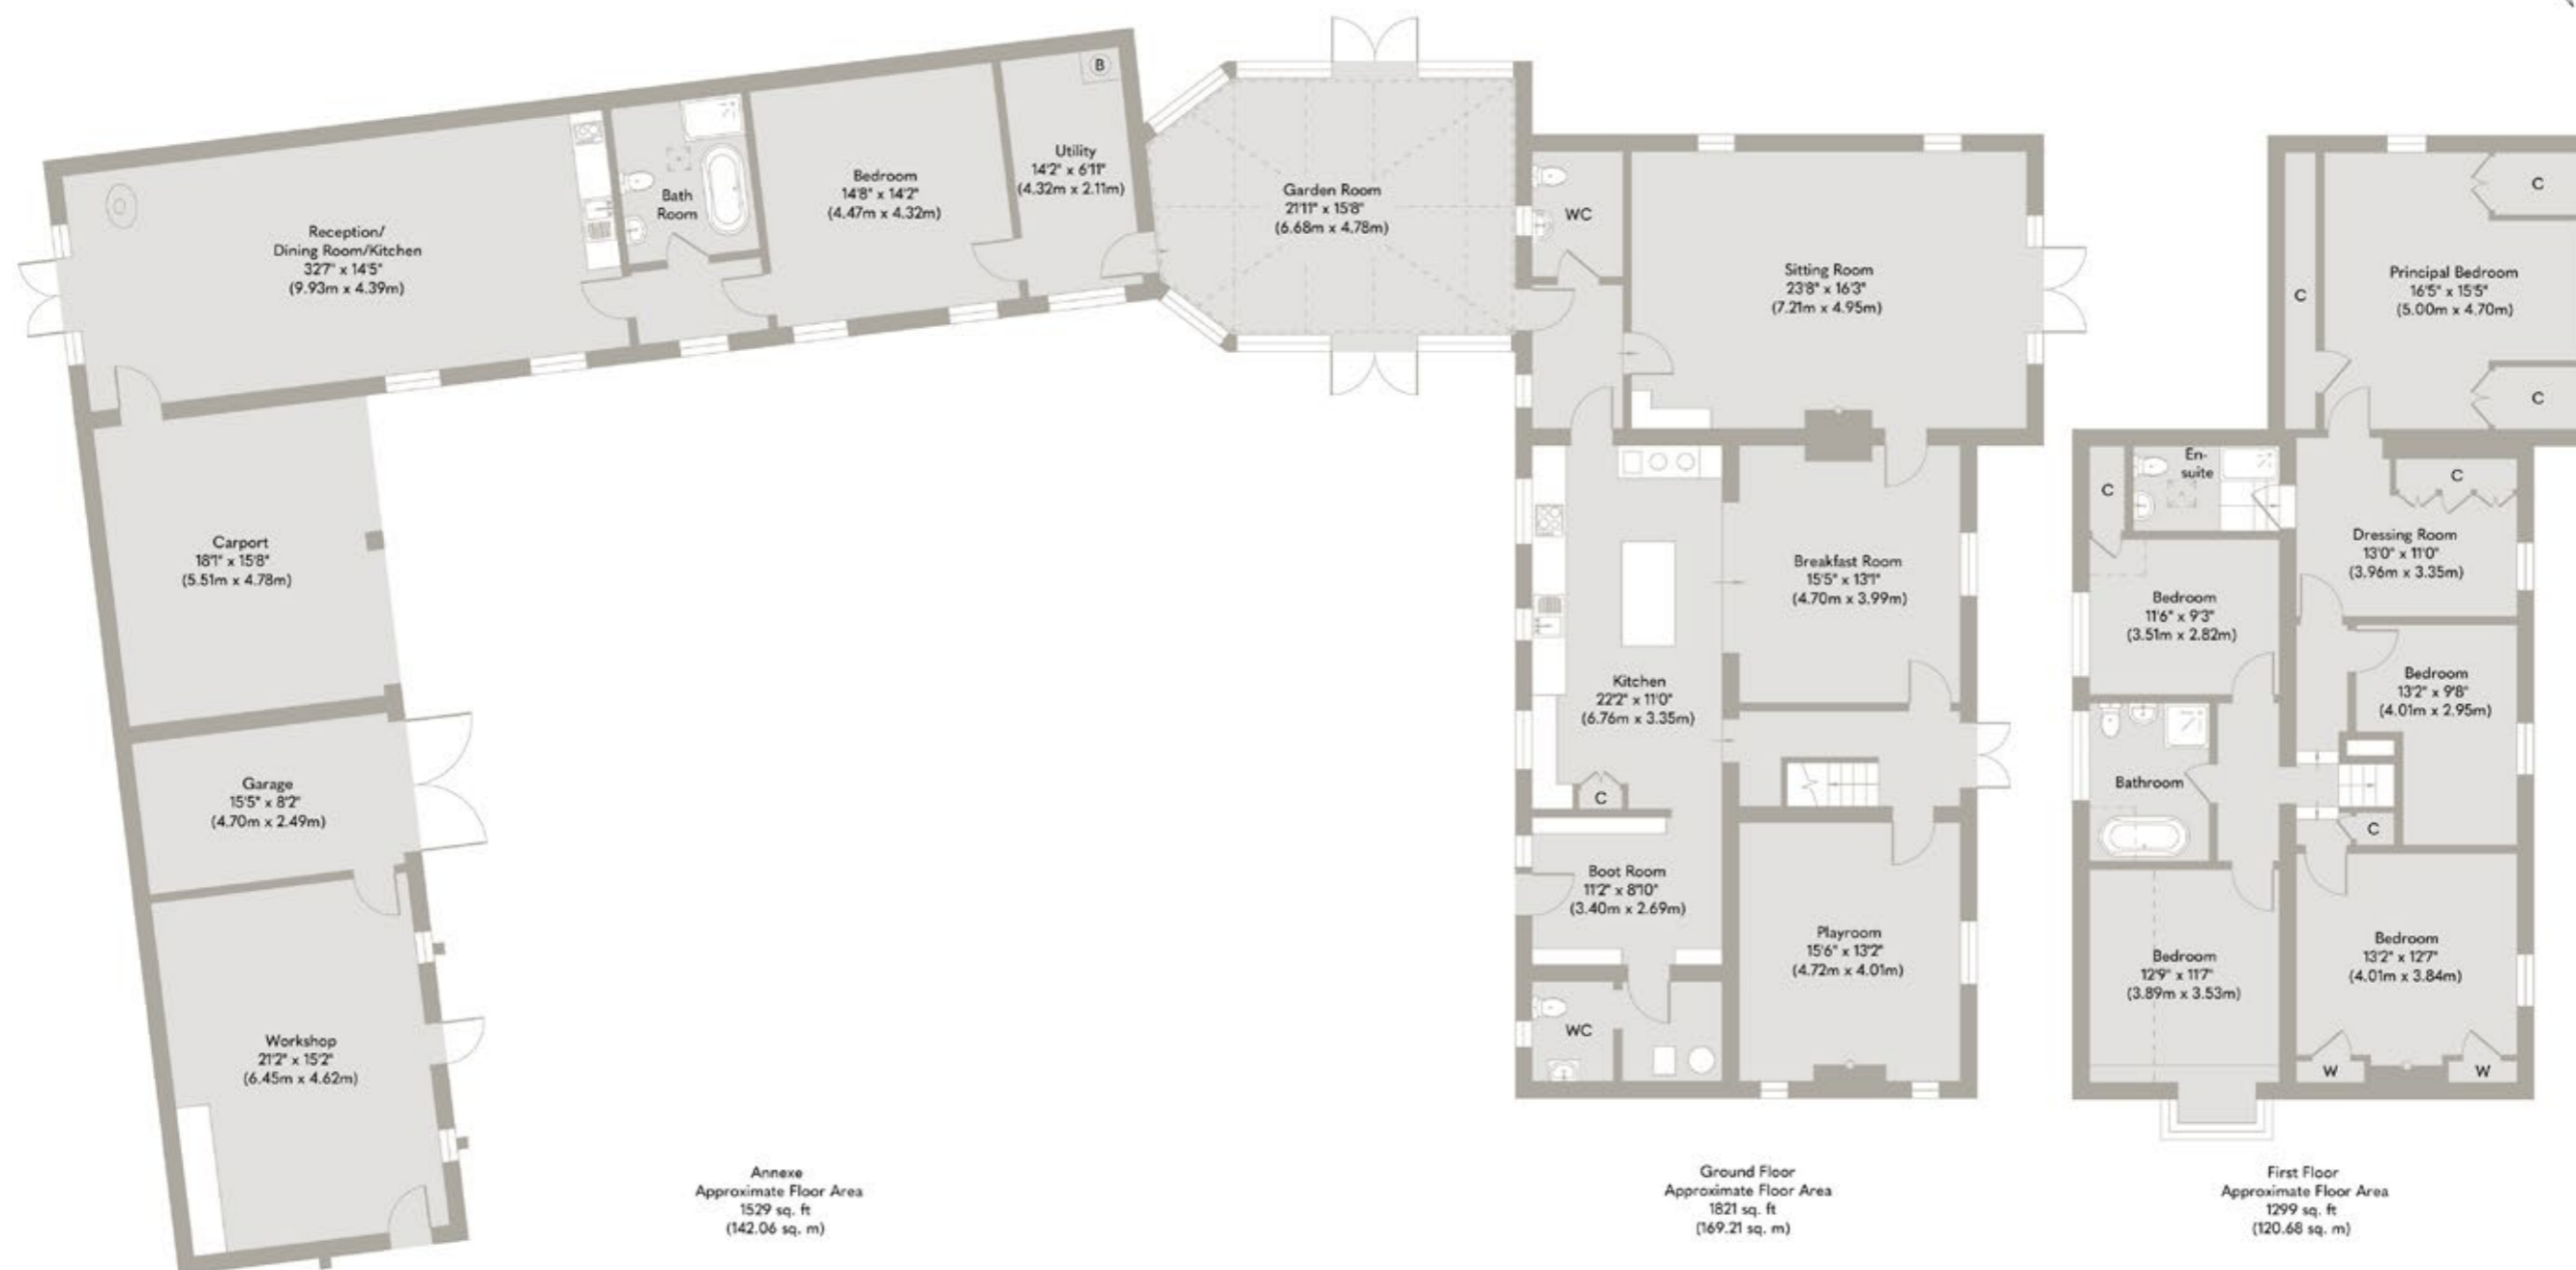 B
Utility
14'2" x 6'11"
(4.32m x 2.11m)
Bedroom
14'8" x 14'2"
(4.47m x 4.32m)
Bath
Room
Reception/
Dining Room/Kitchen
32'7" x 14'5"
(9.93m x 4.39m)
Carport
18'1" x 15'8"
(5.51m x 4.78m)
Garage
15'5" x 8'2"
(4.70m x 2.49m)
Workshop
21'2" x 15'2"
(6.45m x 4.62m)
Annexe
Approximate Floor Area
1529 sq. ft
(142.06 sq. m)
Garden Room
21'11" x 15'8"
(6.68m x 4.78m)
WC
Sitting Room
23'8" x 16'3"
(7.21m x 4.95m)
Breakfast Room
15'5" x 13'1"
(4.70m x 3.99m)
Kitchen
22'2" x 11'0"
(6.76m x 3.35m)
C
Boot Room
11'2" x 8'10"
(3.40m x 2.69m)
Playroom
15'6" x 13'2"
(4.72m x 4.01m)
WC
Ground Floor
Approximate Floor Area
1821 sq. ft
(169.21 sq. m)
C
Principal Bedroom
16'5" x 15'5"
(5.00m x 4.70m)
C
C
En-
suite
C
C
Dressing Room
13'0" x 11'0"
(3.96m x 3.35m)
Bedroom
11'6" x 9'3"
(3.51m x 2.82m)
Bedroom
13'2" x 9'8"
(4.01m x 2.95m)
Bathroom
C
Bedroom
12'9" x 11'7"
(3.89m x 3.53m)
Bedroom
13'2" x 12'7"
(4.01m x 3.84m)
W
W
First Floor
Approximate Floor Area
1299 sq. ft
(120.68 sq. m)